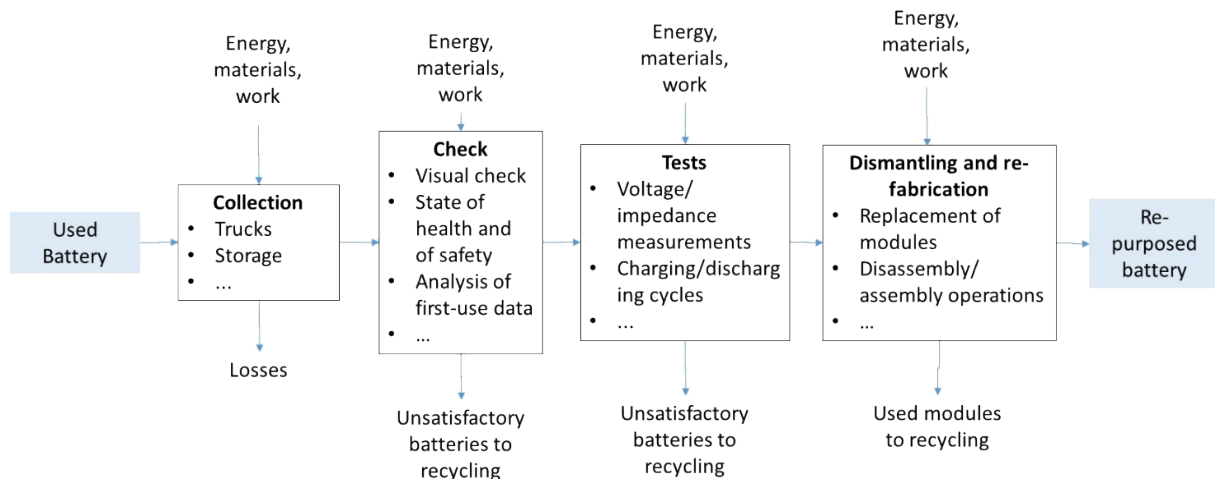 Energy,
materials,
work
Energy,
materials,
work
Energy,
materials,
work
Energy,
materials,
work
Used
Battery
Collection
• Trucks
• Storage
• ...
Losses
Check
• Visual check
• State of
health and
of safety
• Analysis of
first-use data
• ...
Unsatisfactory
batteries to
recycling
Tests
• Voltage/
impedance
measurements
• Charging/discharg
ing cycles
• ...
Unsatisfactory
batteries to
recycling
Dismantling and re-
fabrication
• Replacement of
modules
• Disassembly/
assembly operations
• ...
Used modules
to recycling
Re-
purposed
battery